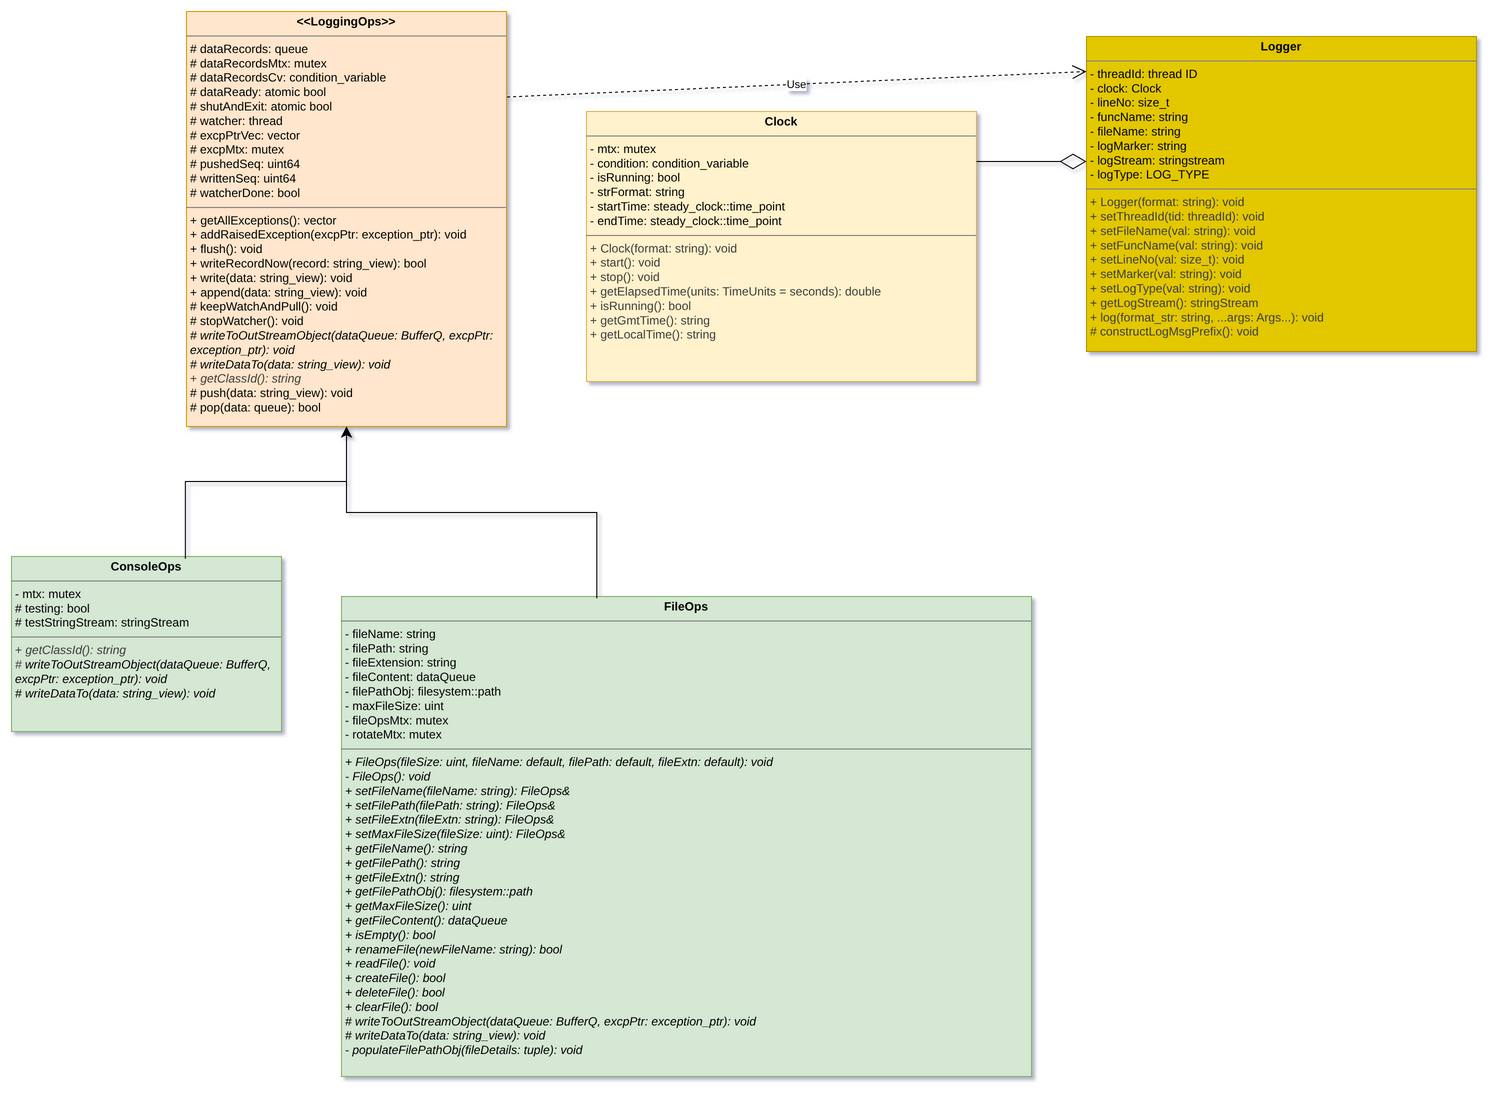 <<LoggingOps>>
# dataRecords: queue
# dataRecordsMtx: mutex
# dataRecordsCv: condition_variable
# dataReady: atomic bool
# shutAndExit: atomic bool
# watcher: thread
# excpPtrVec: vector
# excpMtx: mutex
# pushedSeq: uint64
# writtenSeq: uint64
# watcherDone: bool
+ getAllExceptions(): vector
+ addRaisedException(excpPtr: exception_ptr): void
+ flush(): void
+ writeRecordNow(record: string_view): bool
+ write(data: string_view): void
+ append(data: string_view): void
# keepWatchAndPull(): void
# stopWatcher(): void
# writeToOutStreamObject(dataQueue: BufferQ, excpPtr:
exception_ptr): void
# writeDataTo(data: string_view): void
+ getClassId(): string
# push(data: string_view): void
# pop(data: queue): bool
Use
Clock
- mtx: mutex
- condition: condition_variable
- isRunning: bool
- strFormat: string
- startTime: steady_clock::time_point
- endTime: steady_clock::time_point
+ Clock(format: string): void
+ start(): void
+ stop(): void
+ getElapsedTime(units: TimeUnits = seconds): double
+ isRunning(): bool
+ getGmtTime(): string
+ getLocalTime(): string
Logger
- threadId: thread ID
- clock: Clock
- lineNo: size_t
- funcName: string
- fileName: string
- logMarker: string
- logStream: stringstream
- logType: LOG_TYPE
+ Logger(format: string): void
+ setThreadId(tid: threadId): void
+ setFileName(val: string): void
+ setFuncName(val: string): void
+ setLineNo(val: size_t): void
+ setMarker(val: string): void
+ setLogType(val: string): void
+ getLogStream(): stringStream
+ log(format_str: string, ...args: Args...): void
# constructLogMsgPrefix(): void
ConsoleOps
- mtx: mutex
# testing: bool
# testStringStream: stringStream
+ getClassId(): string
# writeToOutStreamObject(dataQueue: BufferQ,
excpPtr: exception_ptr): void
# writeDataTo(data: string_view): void
FileOps
- fileName: string
- filePath: string
- fileExtension: string
- fileContent: dataQueue
- filePathObj: filesystem::path
- maxFileSize: uint
- fileOpsMtx: mutex
- rotateMtx: mutex
+ FileOps(fileSize: uint, fileName: default, filePath: default, fileExtn: default): void
- FileOps(): void
+ setFileName(fileName: string): FileOps&
+ setFilePath(filePath: string): FileOps&
+ setFileExtn(fileExtn: string): FileOps&
+ setMaxFileSize(fileSize: uint): FileOps&
+ getFileName(): string
+ getFilePath(): string
+ getFileExtn(): string
+ getFilePathObj(): filesystem::path
+ getMaxFileSize(): uint
+ getFileContent(): dataQueue
+ isEmpty(): bool
+ renameFile(newFileName: string): bool
+ readFile(): void
+ createFile(): bool
+ deleteFile(): bool
+ clearFile(): bool
# writeToOutStreamObject(dataQueue: BufferQ, excpPtr: exception_ptr): void
# writeDataTo(data: string_view): void
- populateFilePathObj(fileDetails: tuple): void